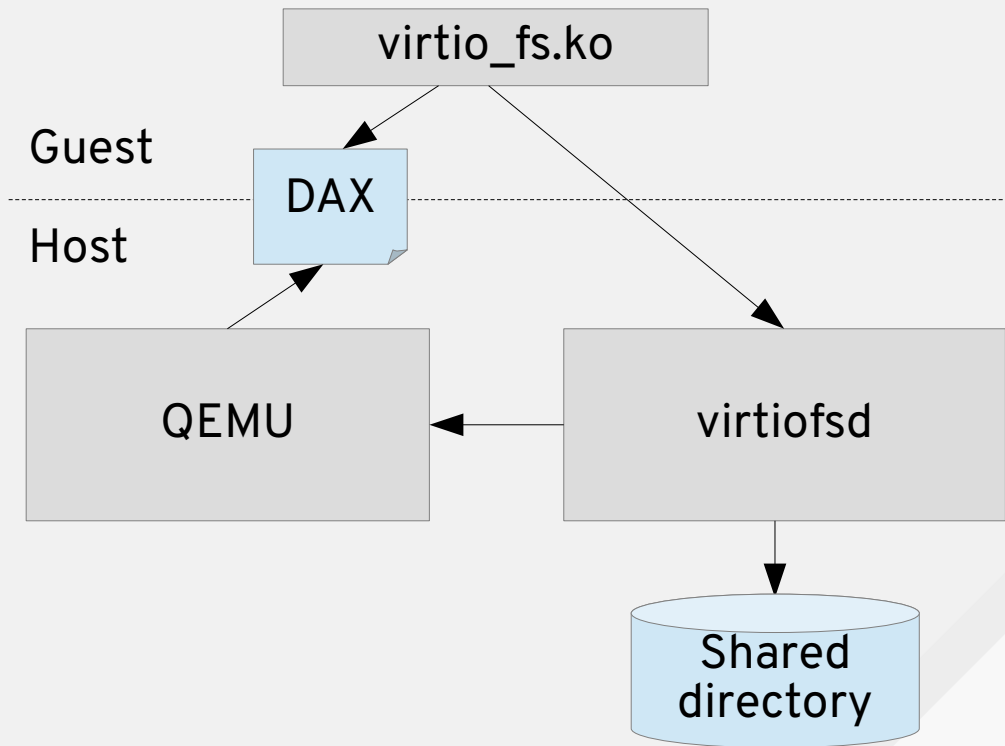 virtio_fs.ko
Guest
DAX
Host
QEMU
virtiofsd
Shared
directory